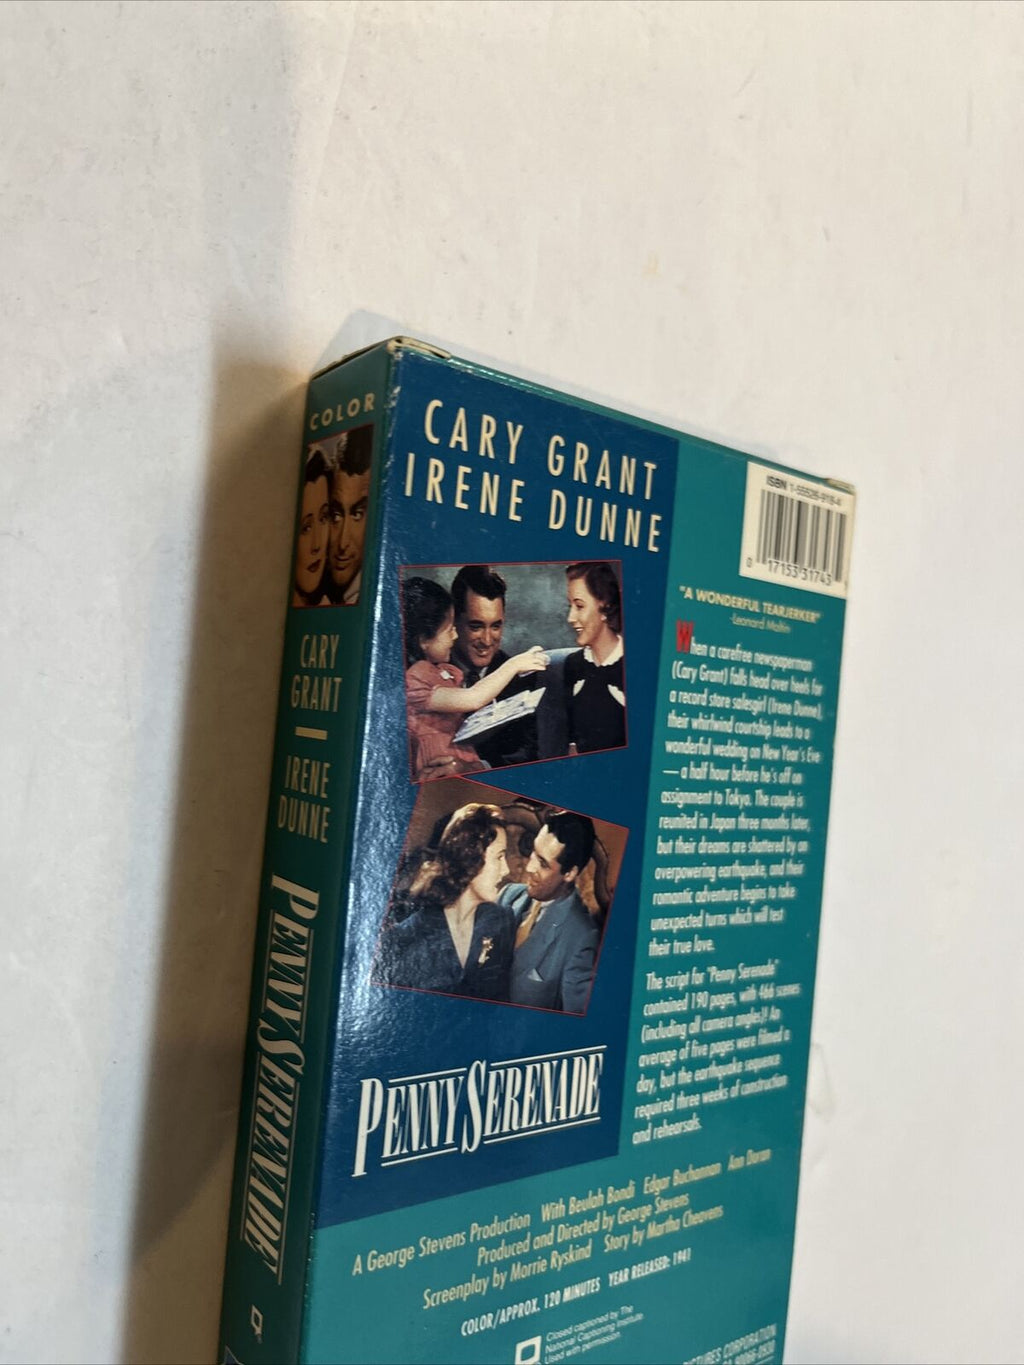 COLOR
CARY
GRANT
IRENE
DUNNE
PENNY SERENADE
CARY GRANT
IRENE DUNNE
PENNY SERENADE
ISBN 1-55526-918-4
0 17153 31743
"A WONDERFUL TEARJERKER"
-Leonard Maltin
When a carefree newspaperman
(Cary Grant) falls head over heels for
a record store salesgirl (Irene Dunne),
their whirlwind courtship leads to a
wonderful wedding on New Year's Eve
— a half hour before he's off on
assignment to Tokyo. The couple is
reunited in Japan three months later,
but their dreams are shattered by an
overpowering earthquake, and their
romantic adventure begins to take
unexpected turns which will test
their true love.
The script for "Penny Serenade"
contained 190 pages, with 466 scenes
(including all camera angles)! An
average of five pages were filmed a
day, but the earthquake sequence
required three weeks of construction
and rehearsals.
A George Stevens Production With Beulah Bondi Edgar Buchannan Ann Doran
Produced and Directed by George Stevens
Screenplay by Morrie Ryskind Story by Martha Cheavens
COLOR/APPROX. 120 MINUTES YEAR RELEASED: 1941
Closed captioned by The
National Captioning Institute
Used with permission
PICTURES CORPORATION
90066-0930